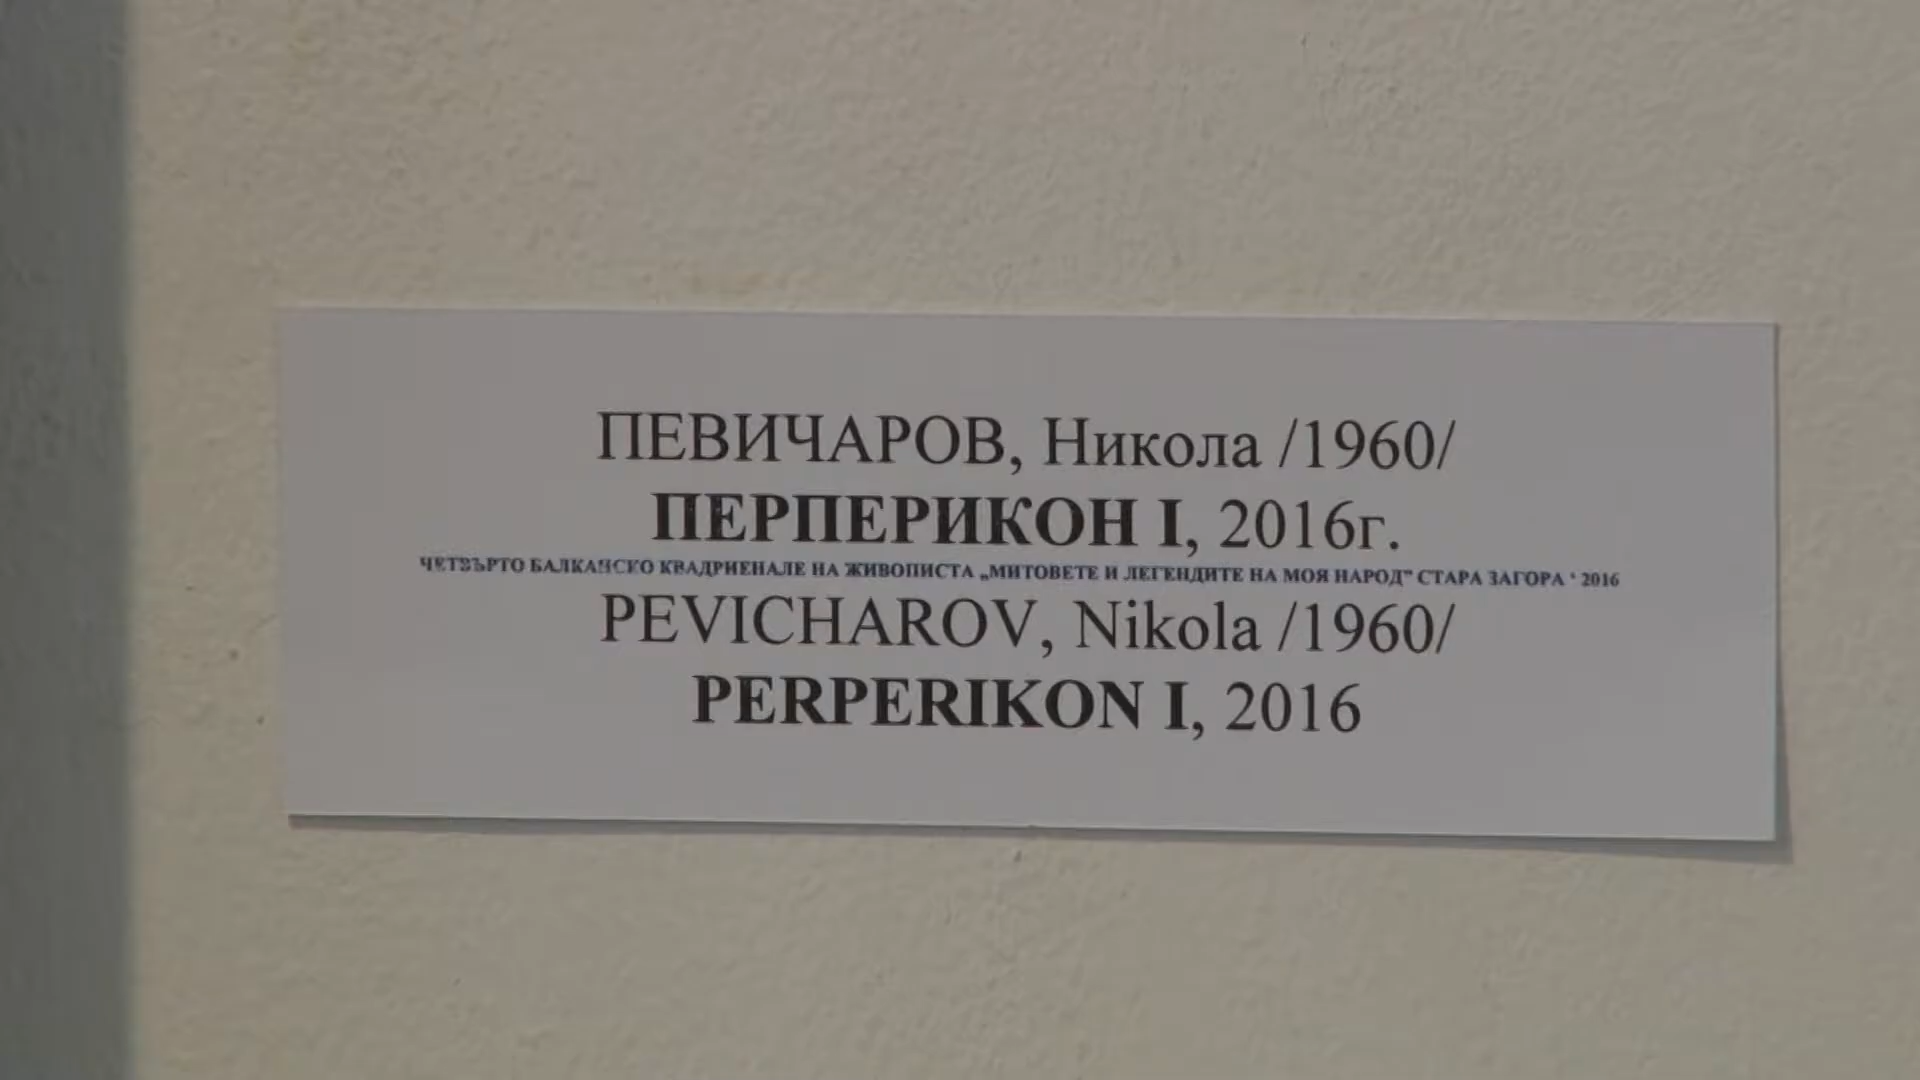 ПЕВИЧАРОВ, Никола /1960/
ПЕРПЕРИКОН I, 2016г.
ЧЕТВЪРТО БАЛКАНСКО КВАДРИЕНАЛЕ НА ЖИВОПИСТА „МИТОВЕТЕ И ЛЕГЕНДИТЕ НА МОЯ НАРОД” СТАРА ЗАГОРА ‘ 2016
PEVICHAROV, Nikola /1960/
PERPERIKON I, 2016